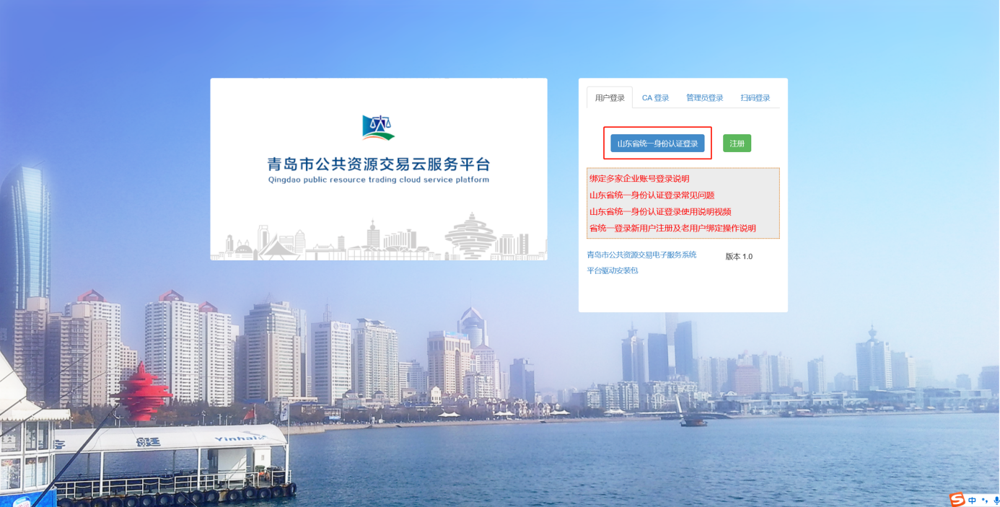 青岛市公共资源交易云服务平台
Qingdao public resource trading cloud service platform
用户登录 CA 登录 管理员登录 扫码登录
山东省统一身份认证登录 注册
绑定多家企业账号登录说明
山东省统一身份认证登录常见问题
山东省统一身份认证登录使用说明视频
省统一登录新用户注册及老用户绑定操作说明
青岛市公共资源交易电子服务系统 版本 1.0
平台驱动安装包
Yinhai
中